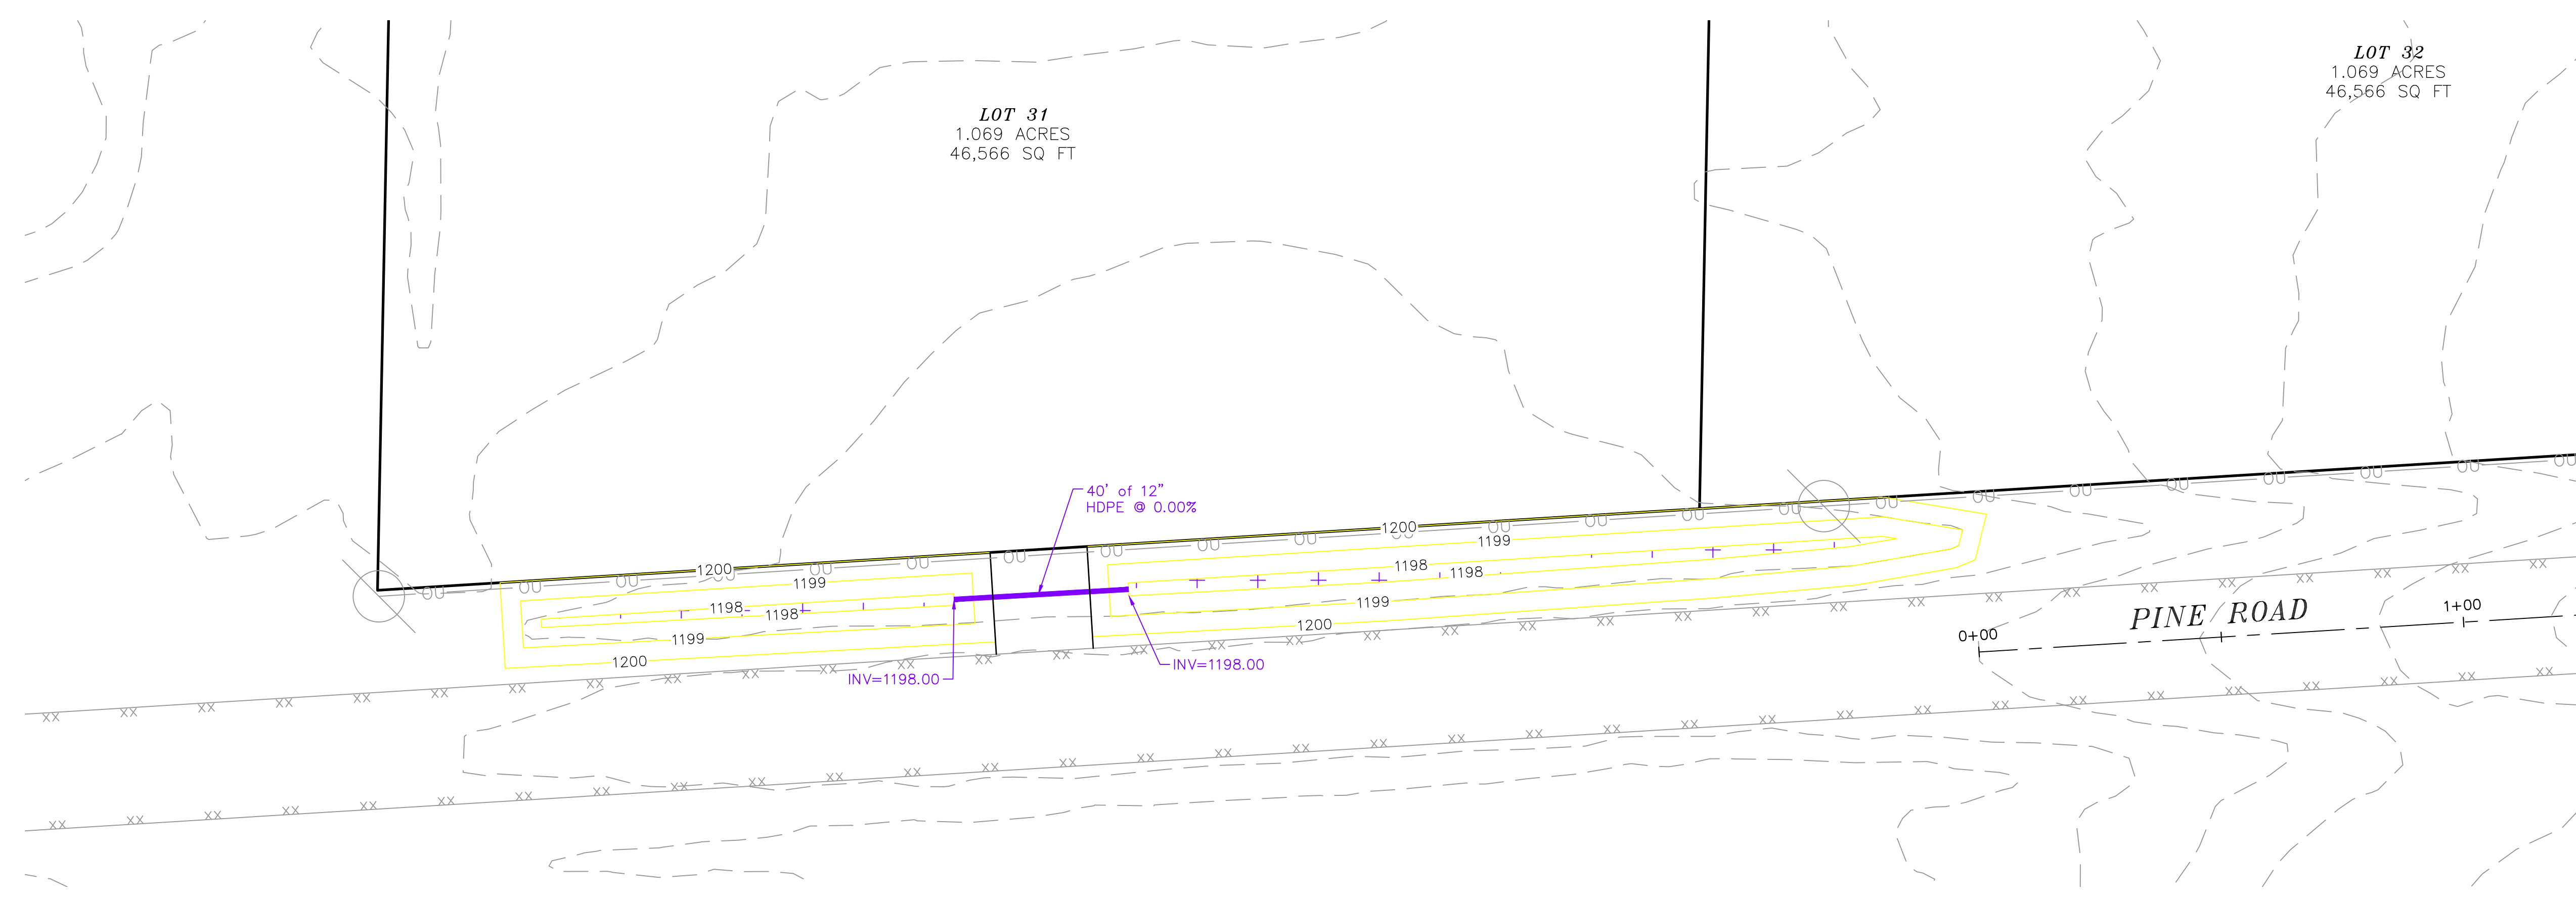 LOT 31
1.069 ACRES
46,566 SQ FT
LOT 32
1.069 ACRES
46,566 SQ FT
40' of 12"
HDPE @ 0.00%
1200
1199
1198
1198
1199
1200
1200
1199
1198
1198
1199
1200
INV=1198.00
INV=1198.00
PINE ROAD
0+00
1+00